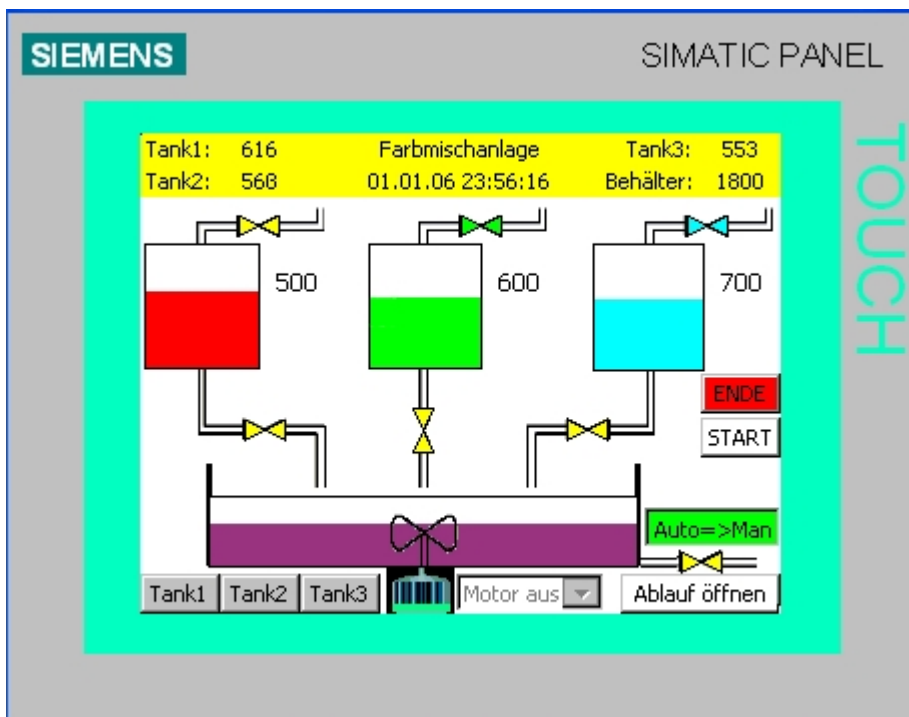 SIEMENS
SIMATIC PANEL
TOUCH
Tank1: 616 Farbmischanlage Tank3: 553
Tank2: 568 01.01.06 23:56:16 Behälter: 1800
500 600 700
ENDE
START
Auto=>Man
Tank1 Tank2 Tank3 Motor aus Ablauf öffnen